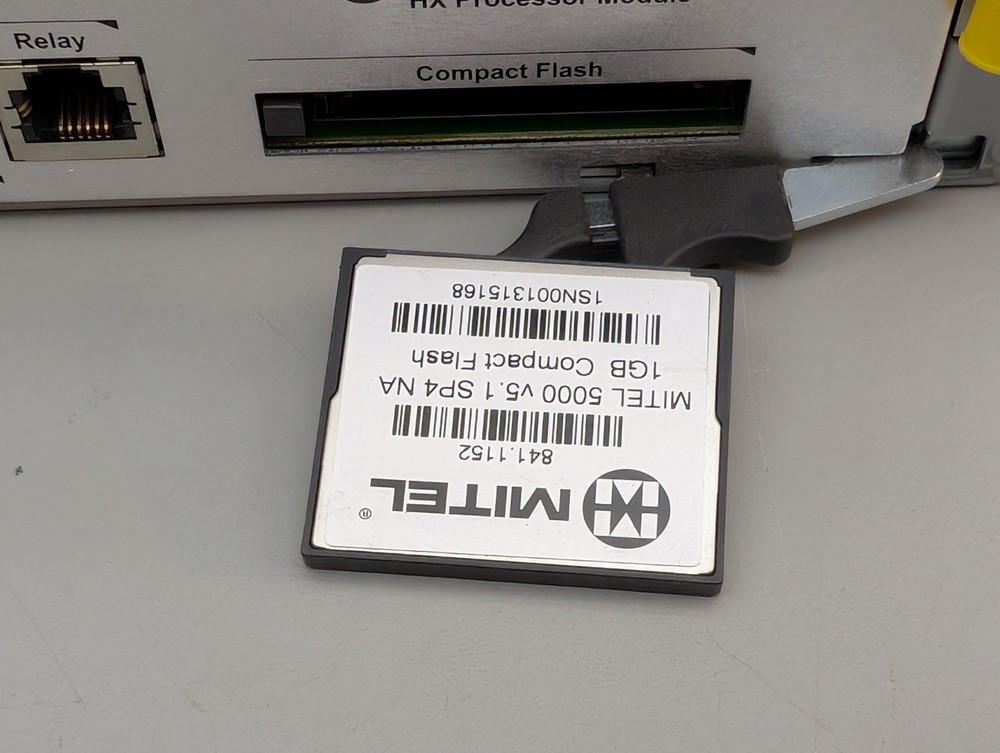 HX Processor Module
Relay
Compact Flash
MITEL®
841.1152
MITEL 5000 v5.1 SP4 NA
1GB Compact Flash
1SN001315168